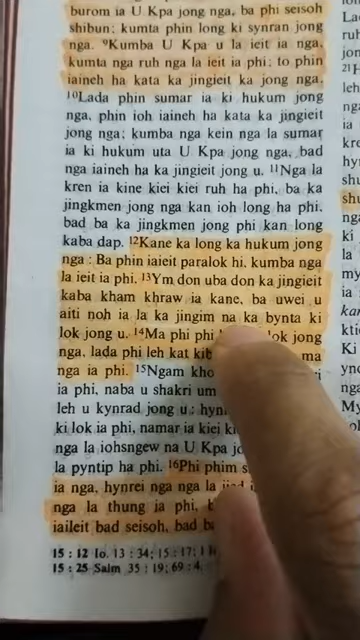 burom ia U Kpa jong nga, ba phi seisoh
shibun; kumta phin long ki synran jong
nga. ⁹Kumba U Kpa u la ieit ia nga,
kumta nga ruh nga la ieit ia phi; to phin
iaineh ha kata ka jingieit ka jong nga.
¹⁰Lada phin sumar ia ki hukum jong
nga, phin ioh iaineh ha kata ka jingieit
jong nga; kumba nga kein nga la sumar
ia ki hukum uta U Kpa jong nga, bad
nga iaineh ha ka jingieit jong u. ¹¹Nga la
kren ia kine kiei kiei ruh ha phi, ba ka
jingkmen jong nga kan ioh long ha phi,
bad ba ka jingkmen jong phi kan long
kaba dap. ¹²Kane ka long ka hukum jong
nga: Ba phin iaieit paralok hi, kumba nga
la ieit ia phi. ¹³Ym don uba don ka jingieit
kaba kham khraw ia kane, ba uwei u
aiti noh ia la ka jingim na ka bynta ki
lok jong u. ¹⁴Ma phi phi lok jong
nga, lada phi leh kat ma
nga ia phi. ¹⁵Ngam
ia phi, naba u shakri
leh u kynrad jong u:
ki lok ia phi, namar ia kiei
nga la iohsngew na U Kpa
la pyntip ha phi. ¹⁶Phi phim
ia nga, hynrei nga nga la
nga la thung ia phi,
iaileit bad seisoh, bad
15 : 12 Io. 13 : 34; 15 : 17;
15 : 25 Salm 35 : 19; 69 : 4.